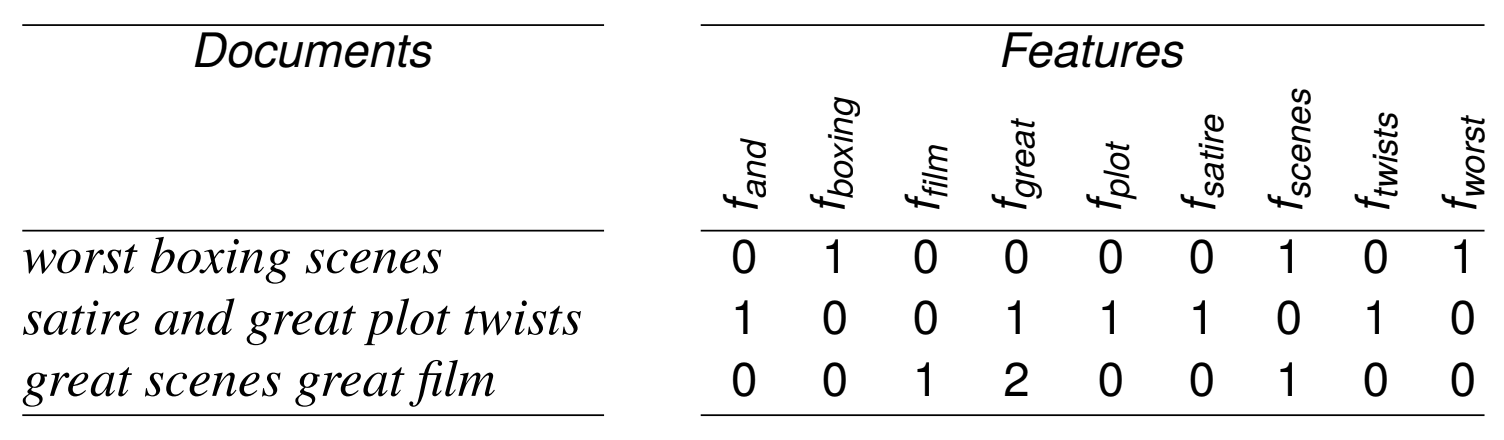 Documents Features
f_and f_boxing f_film f_great f_plot f_satire f_scenes f_twists f_worst
worst boxing scenes 0 1 0 0 0 0 1 0 1
satire and great plot twists 1 0 0 1 1 1 0 1 0
great scenes great film 0 0 1 2 0 0 1 0 0